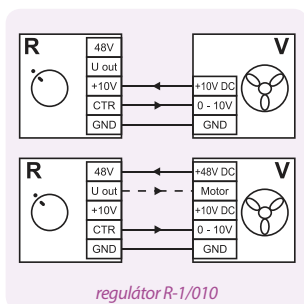 R V
48V
U out
+10V +10V DC
CTR 0 - 10V
GND GND
R V
48V +48V DC
U out Motor
+10V +10V DC
CTR 0 - 10V
GND GND
regulátor R-1/010